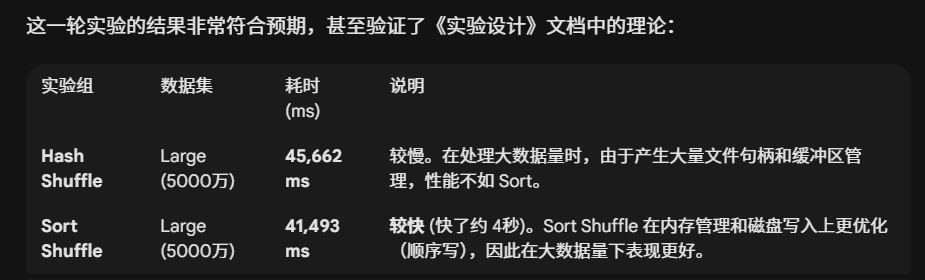 这一轮实验的结果非常符合预期，甚至验证了《实验设计》文档中的理论：
实验组 数据集 耗时 说明
(ms)
Hash Large 45,662 较慢。在处理大数据量时，由于产生大量文件句柄和缓冲区管
Shuffle (5000万) ms 理，性能不如 Sort。
Sort Large 41,493 较快 (快了约 4秒)。Sort Shuffle 在内存管理和磁盘写入上更优化
Shuffle (5000万) ms （顺序写），因此在大数据量下表现更好。